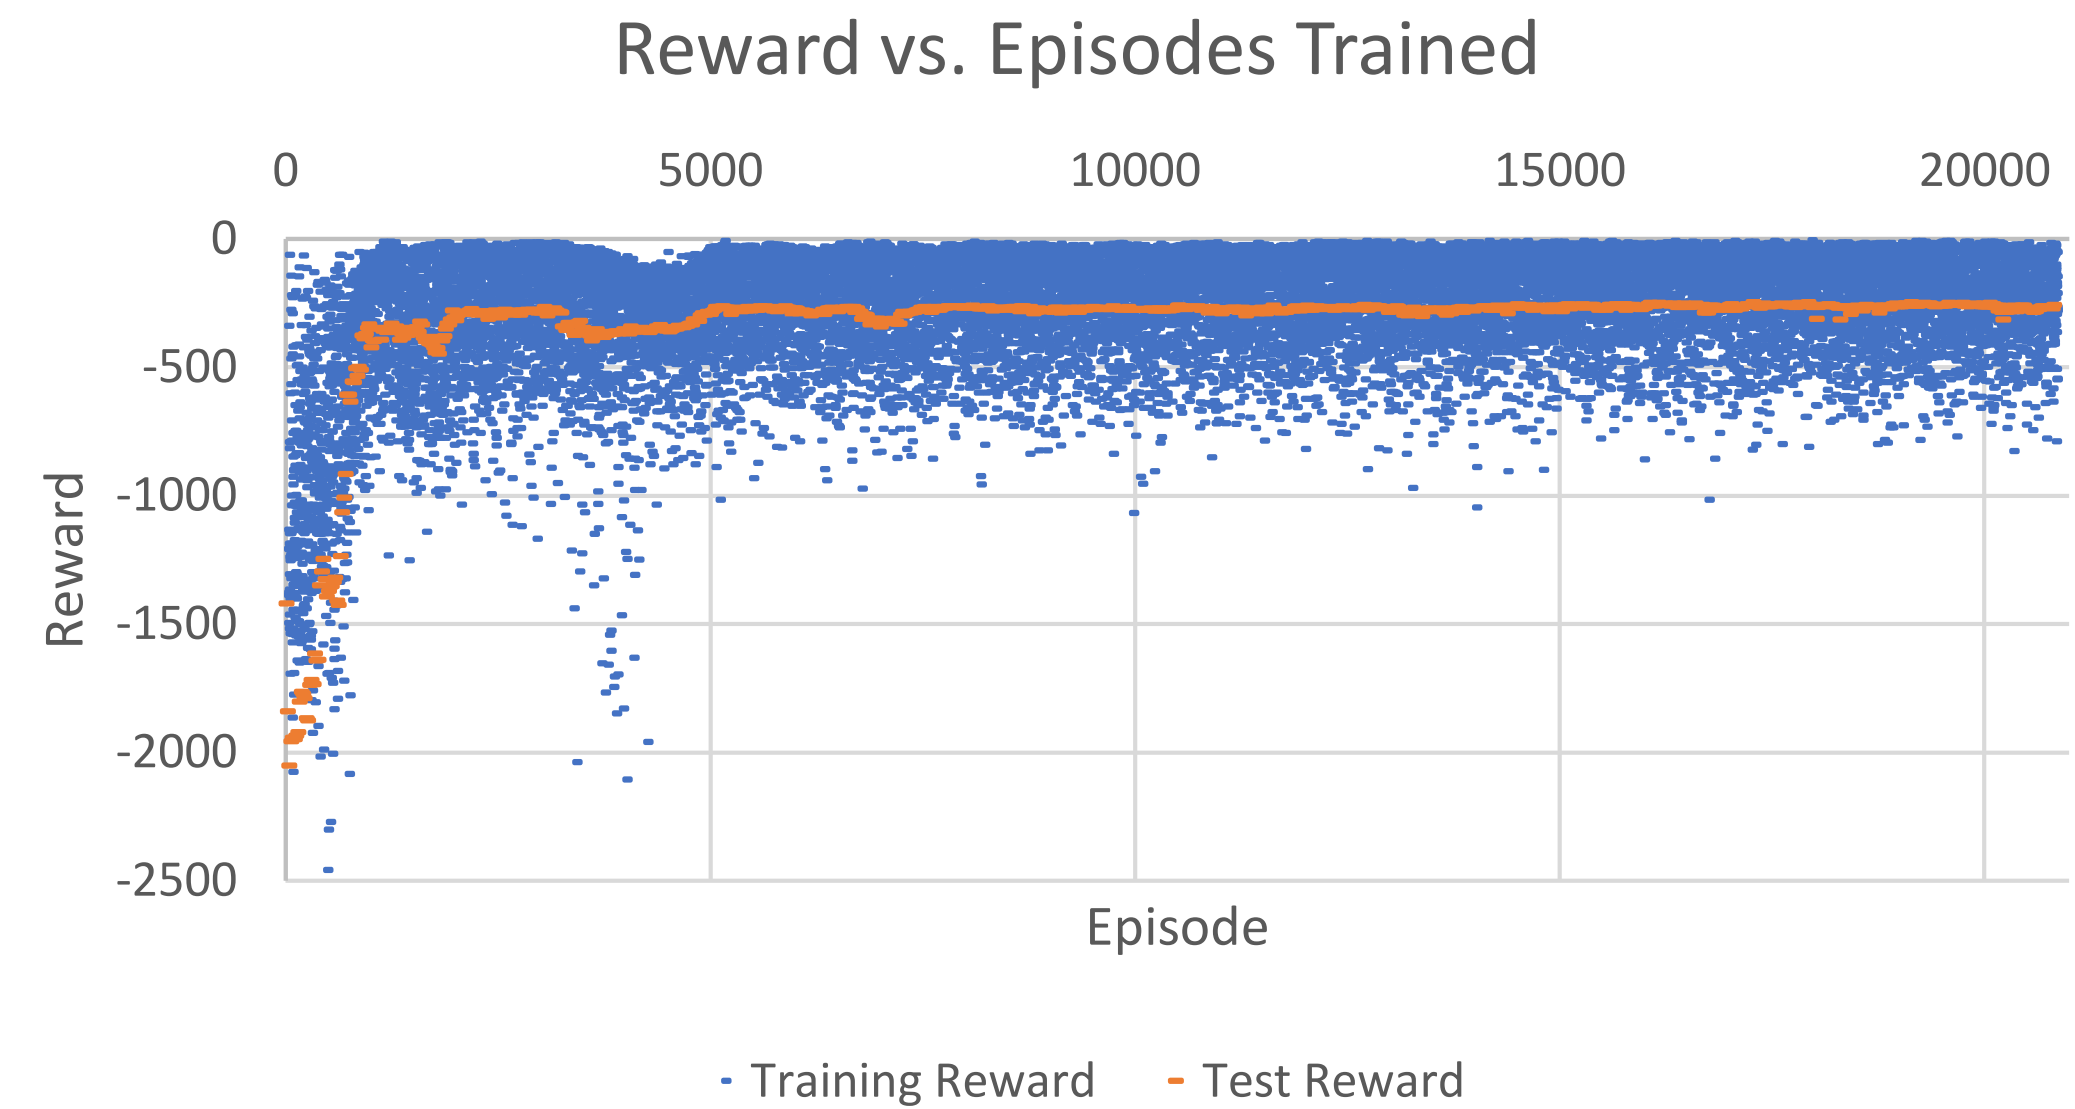 Reward vs. Episodes Trained
0 5000 10000 15000 20000
0
-500
-1000
-1500
-2000
-2500
Reward
Episode
Training Reward Test Reward